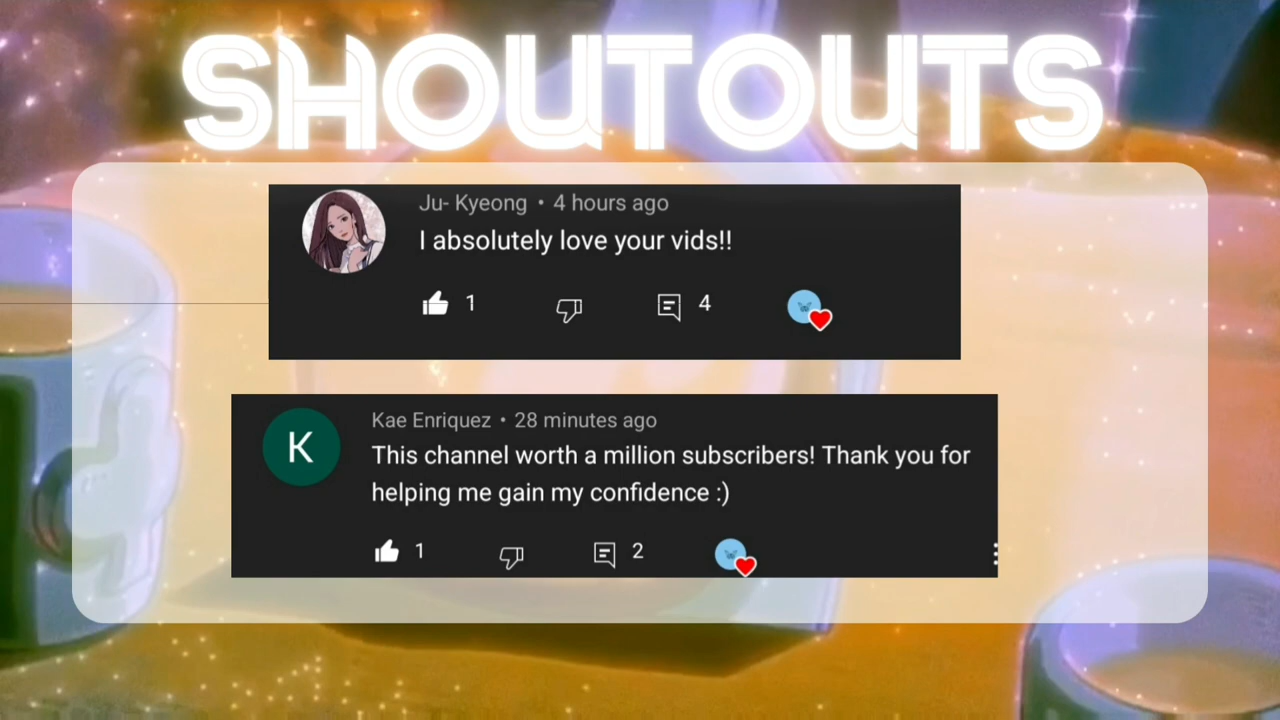 SHOUTOUTS
Ju- Kyeong • 4 hours ago
I absolutely love your vids!!
1 4
Kae Enriquez • 28 minutes ago
K
This channel worth a million subscribers! Thank you for
helping me gain my confidence :)
1 2